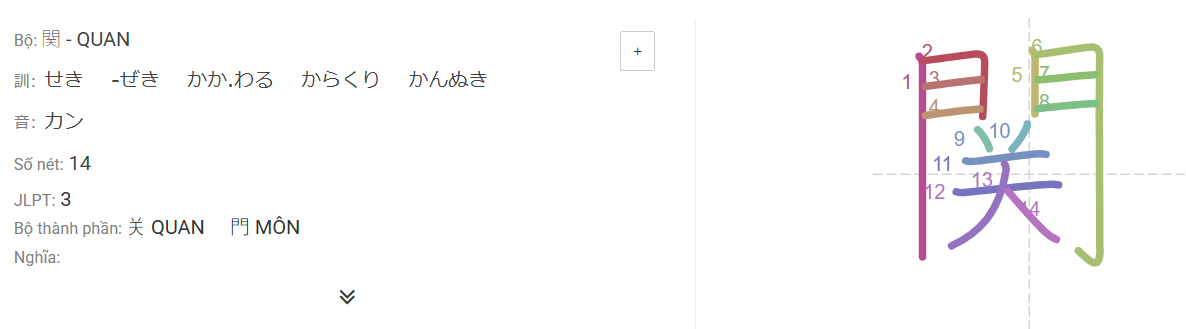 Bộ: 関 - QUAN
+
訓: せき -ぜき かか.わる からくり かんぬき
音: カン
Số nét: 14
JLPT: 3
Bộ thành phần: 关 QUAN 門 MÔN
Nghĩa:
関
1
2
3
4
5
6
7
8
9
10
11
12
13
14